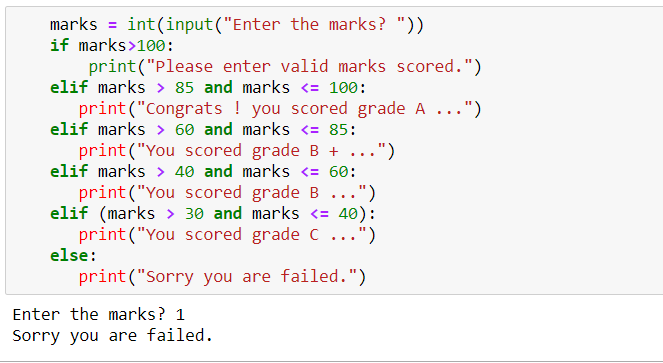 marks = int(input("Enter the marks? "))
if marks>100:
    print("Please enter valid marks scored.")
elif marks > 85 and marks <= 100:
   print("Congrats ! you scored grade A ...")
elif marks > 60 and marks <= 85:
   print("You scored grade B + ...")
elif marks > 40 and marks <= 60:
   print("You scored grade B ...")
elif (marks > 30 and marks <= 40):
   print("You scored grade C ...")
else:
   print("Sorry you are failed.")
Enter the marks? 1
Sorry you are failed.